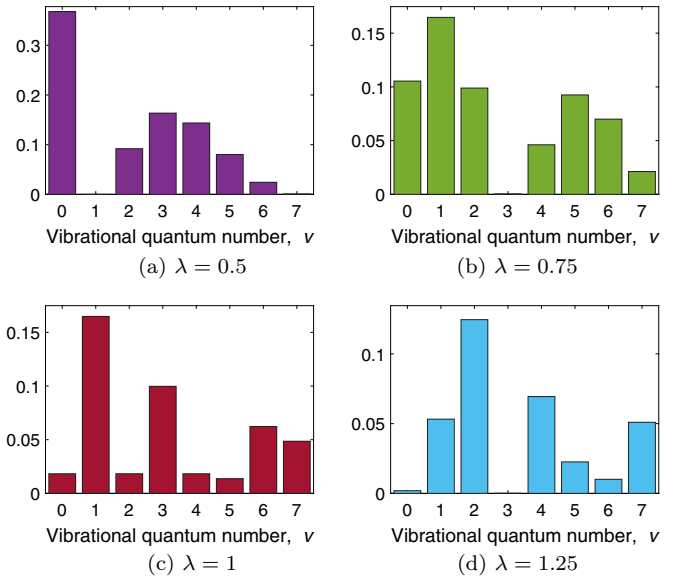 0.3
0.2
0.1
0
0 1 2 3 4 5 6 7
Vibrational quantum number, v
(a) λ = 0.5
0.15
0.1
0.05
0
0 1 2 3 4 5 6 7
Vibrational quantum number, v
(b) λ = 0.75
0.15
0.1
0.05
0
0 1 2 3 4 5 6 7
Vibrational quantum number, v
(c) λ = 1
0.1
0.05
0
0 1 2 3 4 5 6 7
Vibrational quantum number, v
(d) λ = 1.25